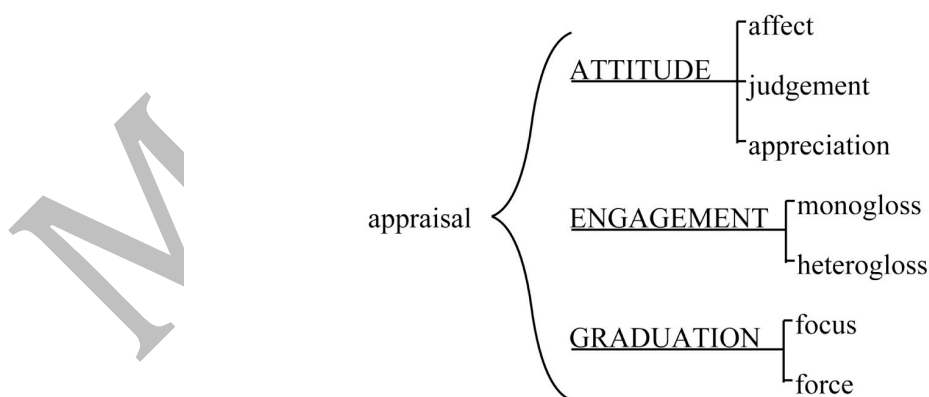 affect
ATTITUDE
judgement
appreciation
monogloss
appraisal
ENGAGEMENT
heterogloss
focus
GRADUATION
force
M